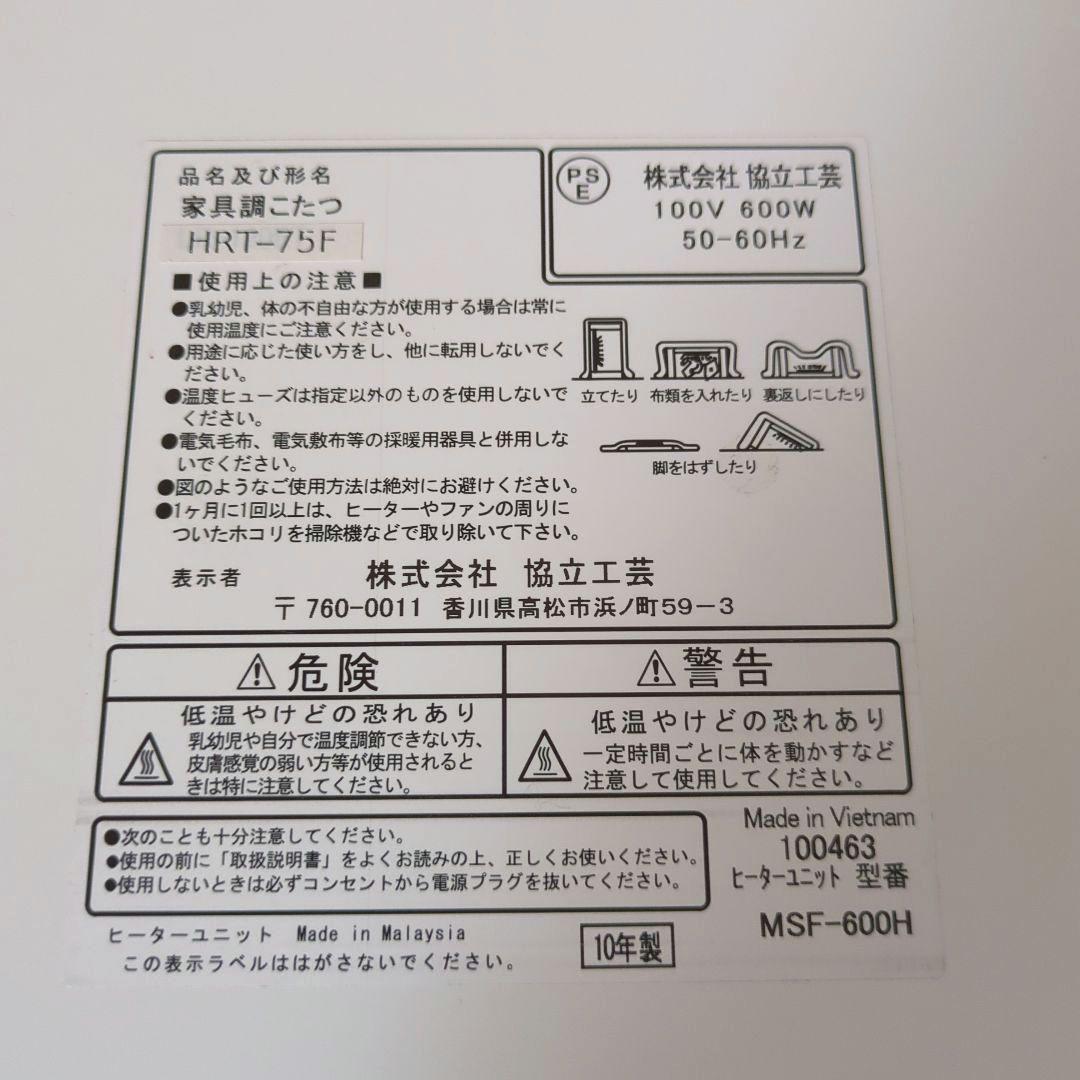 品名及び形名
家具調こたつ
HRT-75F
PSE
株式会社 協立工芸
100V 600W
50-60Hz
■使用上の注意■
●乳幼児、体の不自由な方が使用する場合は常に
使用温度にご注意ください。
●用途に応じた使い方をし、他に転用しないでく
ださい。
●温度ヒューズは指定以外のものを使用しないで
ください。
●電気毛布、電気敷布等の採暖用器具と併用しな
いでください。
●図のようなご使用方法は絶対にお避けください。
●1ヶ月に1回以上は、ヒーターやファンの周りに
ついたホコリを掃除機などで取り除いて下さい。
立てたり 布類を入れたり 裏返しにしたり
脚をはずしたり
表示者 株式会社 協立工芸
〒760-0011 香川県高松市浜ノ町59-3
⚠危険
低温やけどの恐れあり
乳幼児や自分で温度調節できない方、
皮膚感覚の弱い方等が使用されると
きは特に注意してください。
⚠警告
低温やけどの恐れあり
一定時間ごとに体を動かすなど
注意して使用してください。
●次のことも十分注意してください。
●使用の前に「取扱説明書」をよくお読みの上、正しくお使いください。
●使用しないときは必ずコンセントから電源プラグを抜いてください。
Made in Vietnam
100463
ヒーターユニット 型番
MSF-600H
ヒーターユニット Made in Malaysia
この表示ラベルははがさないでください。
10年製